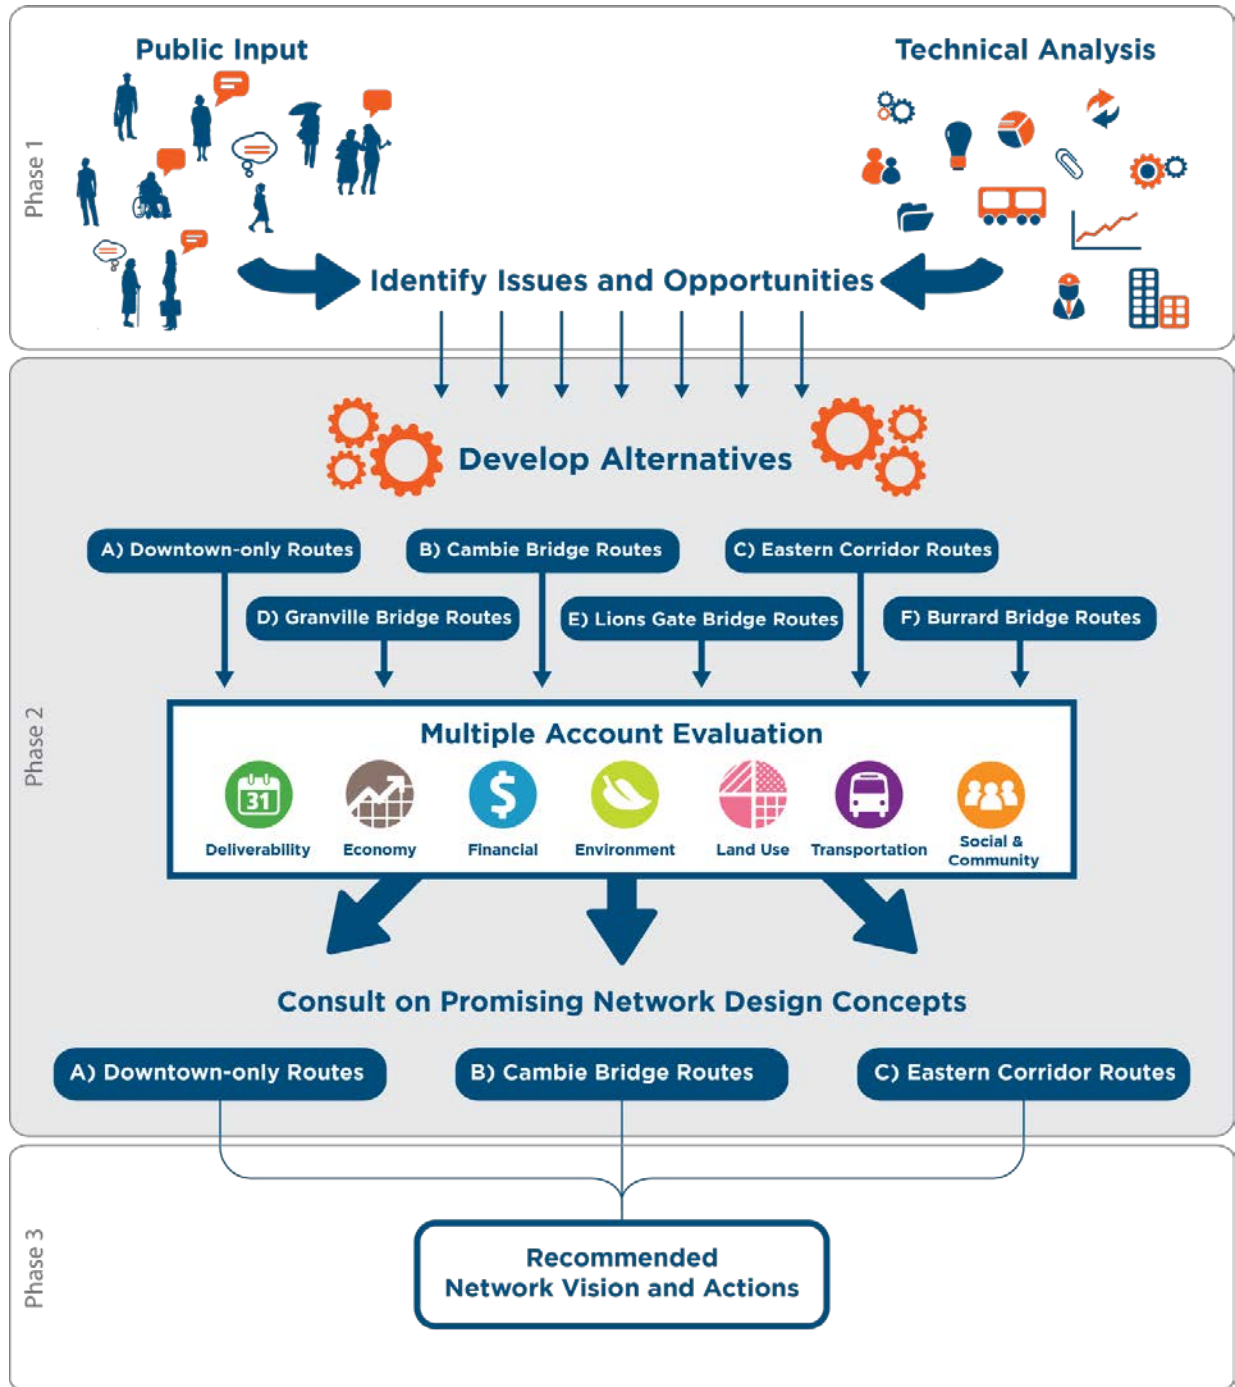 Phase 1
Public Input
Technical Analysis
Identify Issues and Opportunities
Phase 2
Develop Alternatives
A) Downtown-only Routes
B) Cambie Bridge Routes
C) Eastern Corridor Routes
D) Granville Bridge Routes
E) Lions Gate Bridge Routes
F) Burrard Bridge Routes
Multiple Account Evaluation
31
$
Deliverability
Economy
Financial
Environment
Land Use
Transportation
Social &
Community
Consult on Promising Network Design Concepts
A) Downtown-only Routes
B) Cambie Bridge Routes
C) Eastern Corridor Routes
Phase 3
Recommended
Network Vision and Actions